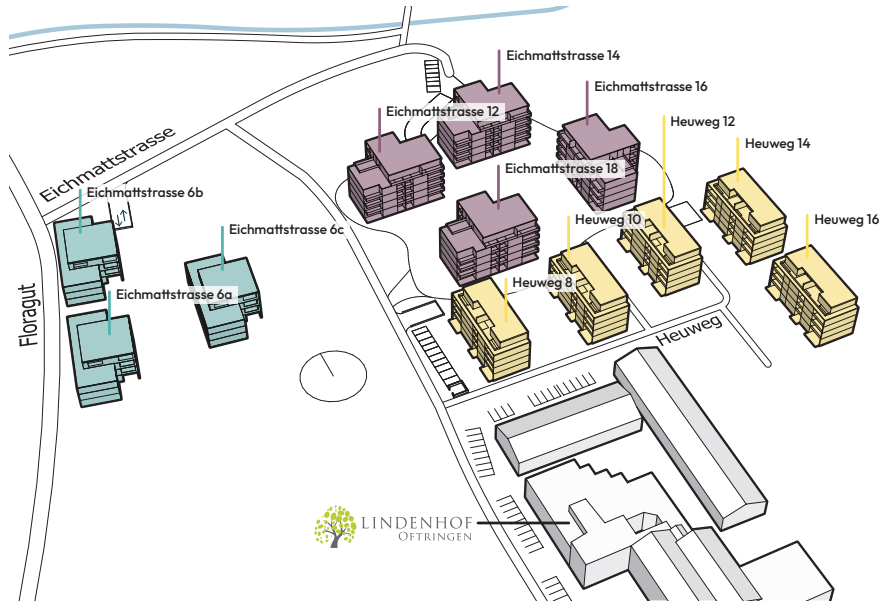 Eichmattstrasse 14
Eichmattstrasse 16
Eichmattstrasse 12
Heuweg 12
Heuweg 14
Eichmattstrasse
Eichmattstrasse 18
Eichmattstrasse 6b
Heuweg 10
Heuweg 16
Eichmattstrasse 6c
Heuweg 8
Eichmattstrasse 6a
Floragut
Heuweg
LINDENHOF
OFTRINGEN